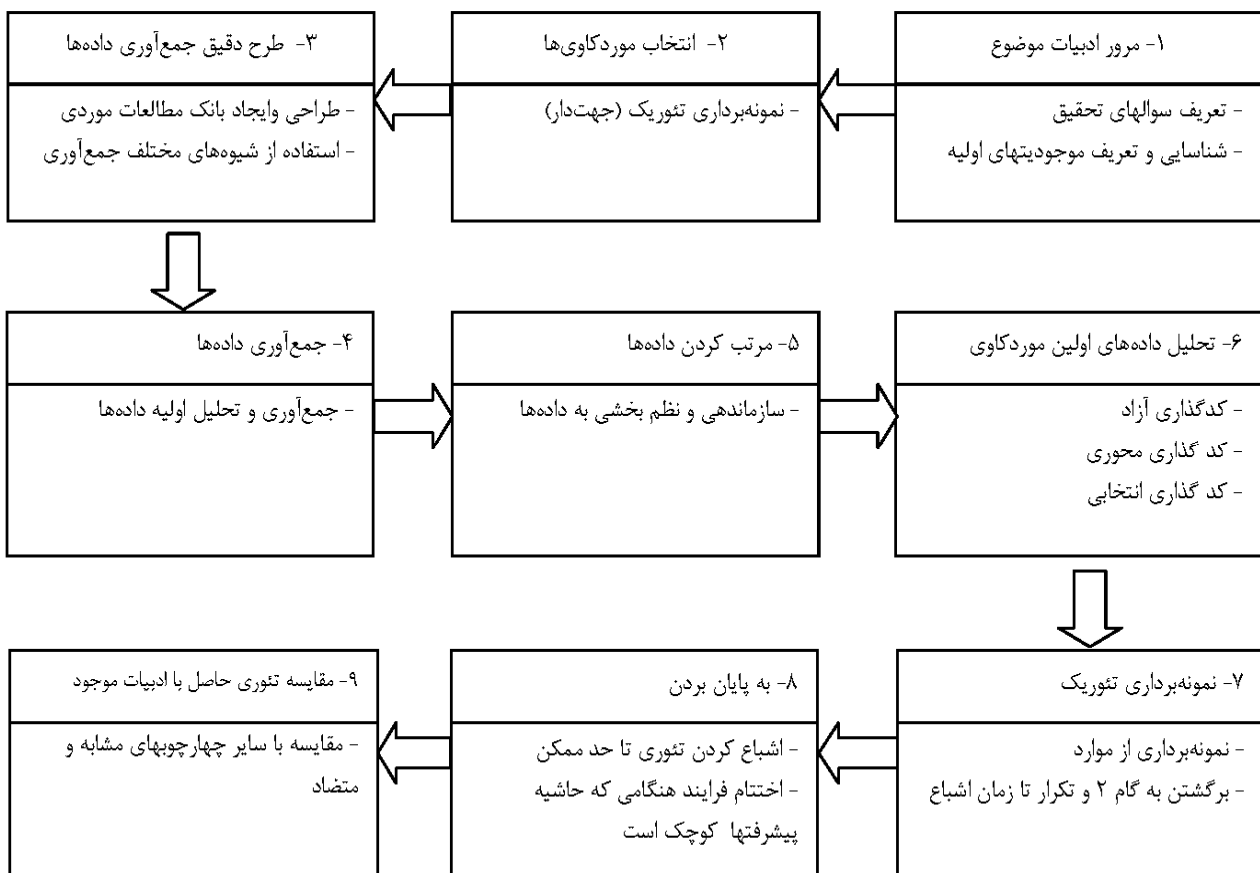 ۱- مرور ادبیات موضوع
- تعریف سوالهای تحقیق
- شناسایی و تعریف موجودیتهای اولیه
۲- انتخاب موردکاوی‌ها
- نمونه‌برداری تئوریک (جهت‌دار)
۳- طرح دقیق جمع‌آوری داده‌ها
- طراحی وایجاد بانک مطالعات موردی
- استفاده از شیوه‌های مختلف جمع‌آوری
۴- جمع‌آوری داده‌ها
- جمع‌آوری و تحلیل اولیه داده‌ها
۵- مرتب کردن داده‌ها
- سازماندهی و نظم بخشی به داده‌ها
۶- تحلیل داده‌های اولین موردکاوی
- کدگذاری آزاد
- کد گذاری محوری
- کد گذاری انتخابی
۷- نمونه‌برداری تئوریک
- نمونه‌برداری از موارد
- برگشتن به گام ۲ و تکرار تا زمان اشباع
۸- به پایان بردن
- اشباع کردن تئوری تا حد ممکن
- اختتام فرایند هنگامی که حاشیه
پیشرفتها کوچک است
۹- مقایسه تئوری حاصل با ادبیات موجود
- مقایسه با سایر چهارچوبهای مشابه و
متضاد